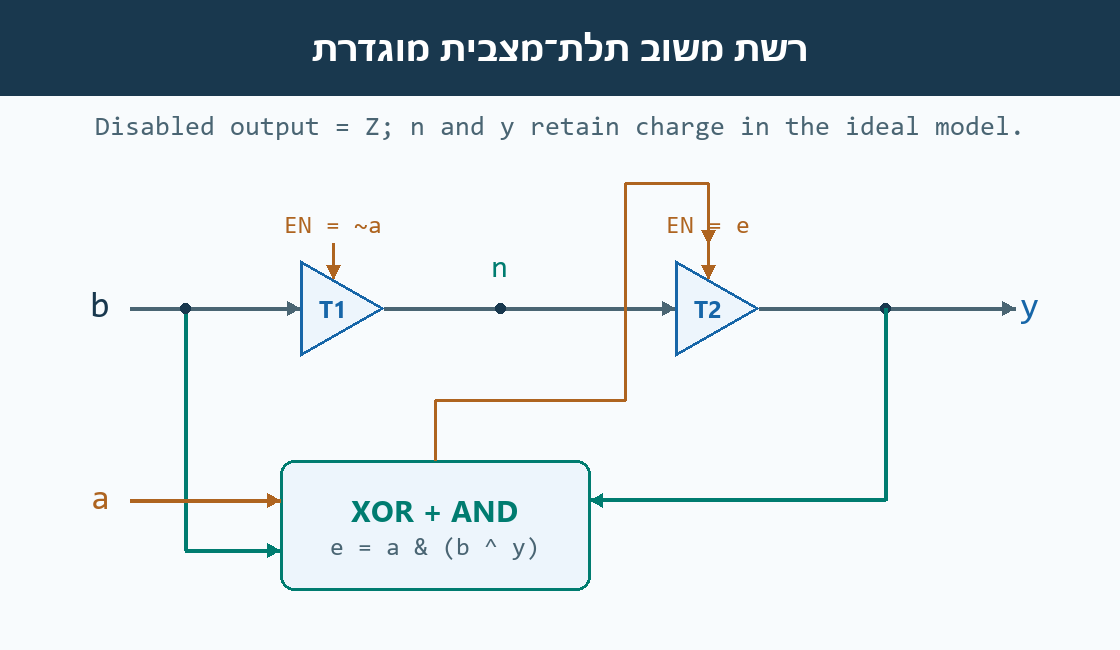 רשת משוב תלת־מצבית מוגדרת
Disabled output = Z; n and y retain charge in the ideal model.
EN = ~a
EN = e
n
b
T1
T2
y
a
XOR + AND
e = a & (b ^ y)